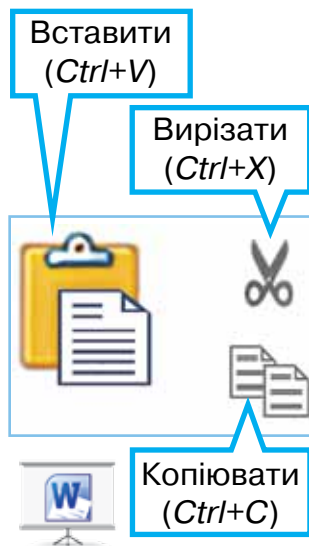 Вставити
(Ctrl+V)
Вирізати
(Ctrl+X)
Копіювати
(Ctrl+C)
W